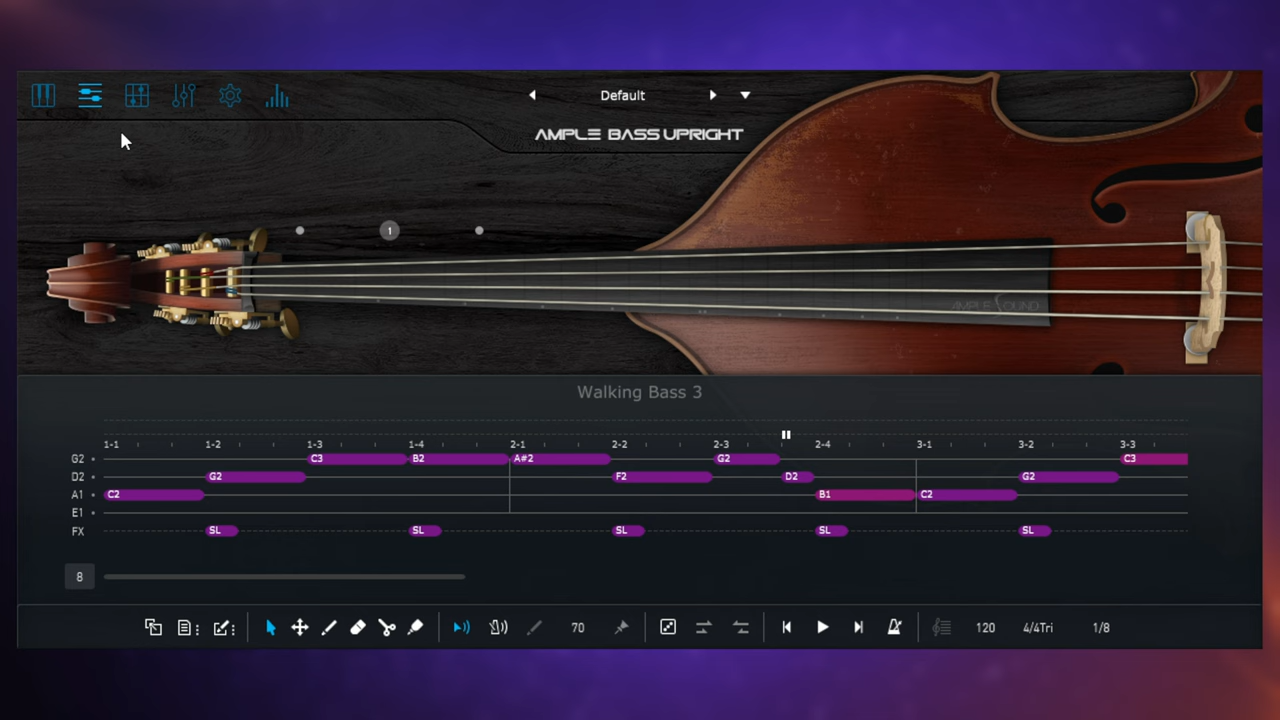 Default
AMPLE BASS UPRIGHT
1
AMPLE SOUND
Walking Bass 3
1-1 1-2 1-3 1-4 2-1 2-2 2-3 2-4 3-1 3-2 3-3
G2 C3 B2 A#2 G2 C3
D2 G2 F2 D2 G2
A1 C2 B1 C2
E1
FX SL SL SL SL SL
8
70 120 4/4Tri 1/8